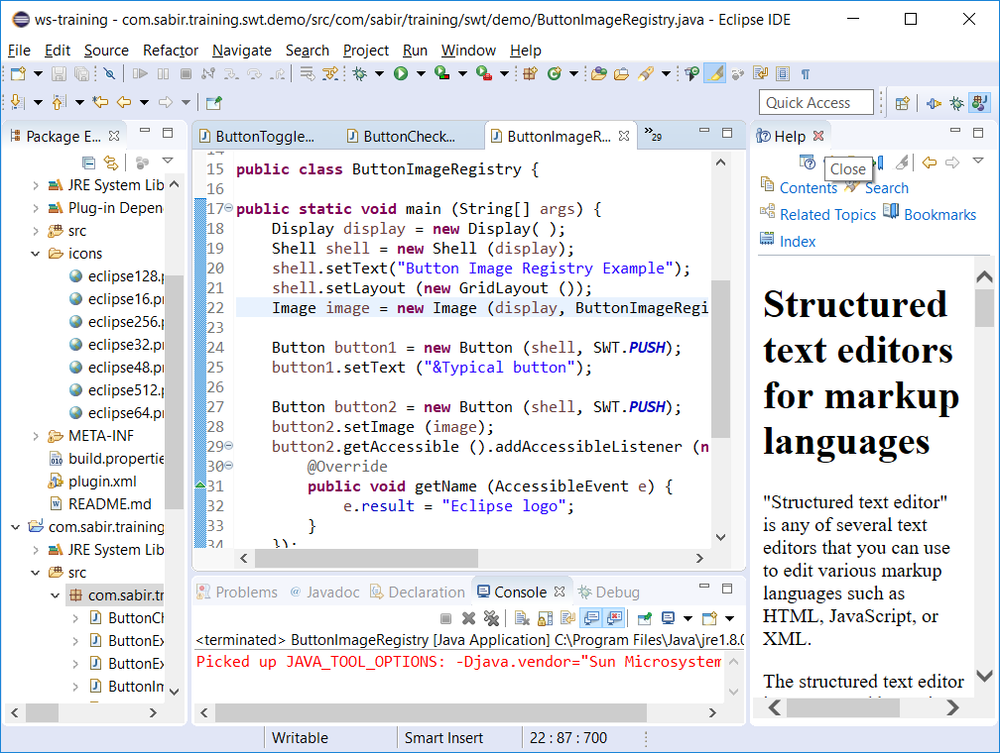 ws-training - com.sabir.training.swt.demo/src/com/sabir/training/swt/demo/ButtonImageRegistry.java - Eclipse IDE
File Edit Source Refactor Navigate Search Project Run Window Help
Quick Access
Package E...
JRE System Lib
Plug-in Depen
src
icons
eclipse128.p
eclipse16.pn
eclipse256.
eclipse32.pn
eclipse48.pn
eclipse512.
eclipse64.pn
META-INF
build.propertie
plugin.xml
README.md
com.sabir.training
JRE System Lib
src
com.sabir.tr
ButtonCh
ButtonEx
ButtonEx
ButtonIm
ButtonToggle... ButtonCheck... ButtonImageR... »29
14
15 public class ButtonImageRegistry {
16
17 public static void main (String[] args) {
18 Display display = new Display( );
19 Shell shell = new Shell (display);
20 shell.setText("Button Image Registry Example");
21 shell.setLayout (new GridLayout ());
22 Image image = new Image (display, ButtonImageRegi
23
24 Button button1 = new Button (shell, SWT.PUSH);
25 button1.setText ("&Typical button");
26
27 Button button2 = new Button (shell, SWT.PUSH);
28 button2.setImage (image);
29 button2.getAccessible ().addAccessibleListener (n
30 @Override
31 public void getName (AccessibleEvent e) {
32 e.result = "Eclipse logo";
33 }
34 });
Problems @ Javadoc Declaration Console Debug
<terminated> ButtonImageRegistry [Java Application] C:\Program Files\Java\jre1.8.0
Picked up JAVA_TOOL_OPTIONS: -Djava.vendor="Sun Microsystem
Help
Close
Contents Search
Related Topics Bookmarks
Index
Structured
text editors
for markup
languages
"Structured text editor"
is any of several text
editors that you can use
to edit various markup
languages such as
HTML, JavaScript, or
XML.
The structured text editor
Writable Smart Insert 22 : 87 : 700